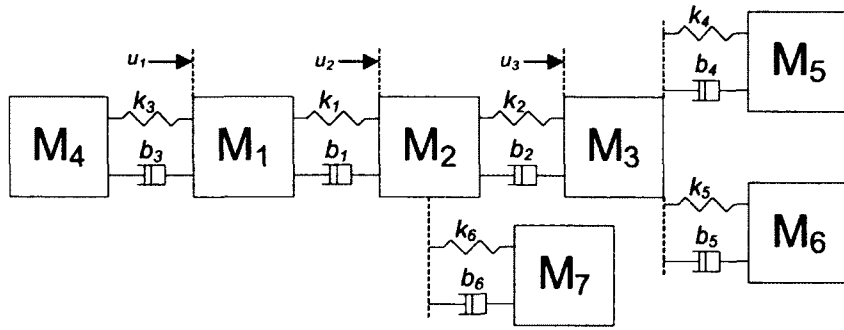 k₄
u₁ u₂ u₃
b₄ M₅
k₃ k₁ k₂
M₄ M₁ M₂ M₃
b₃ b₁ b₂
k₅
k₆ b₅ M₆
b₆ M₇